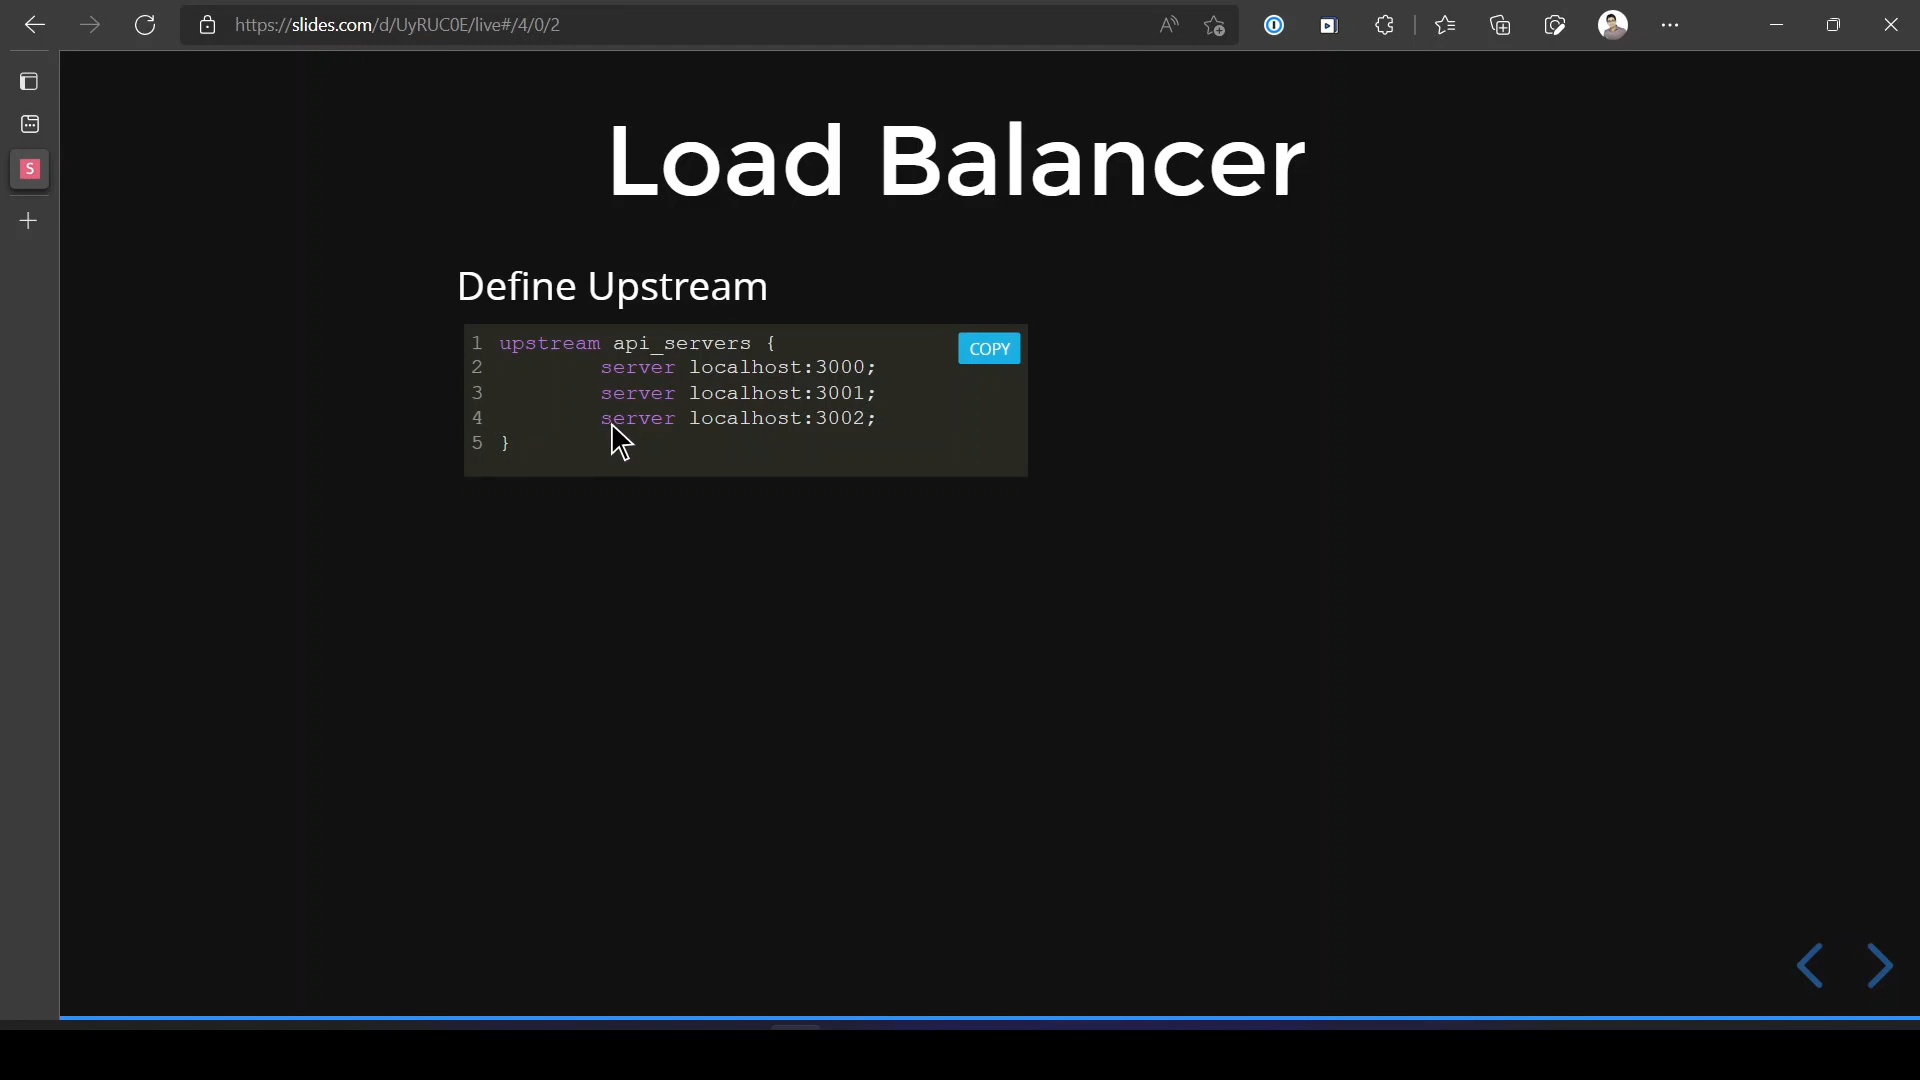 https://slides.com/d/UyRUC0E/live#/4/0/2
S
Load Balancer
Define Upstream
COPY
1 upstream api_servers {
2         server localhost:3000;
3         server localhost:3001;
4         server localhost:3002;
5 }